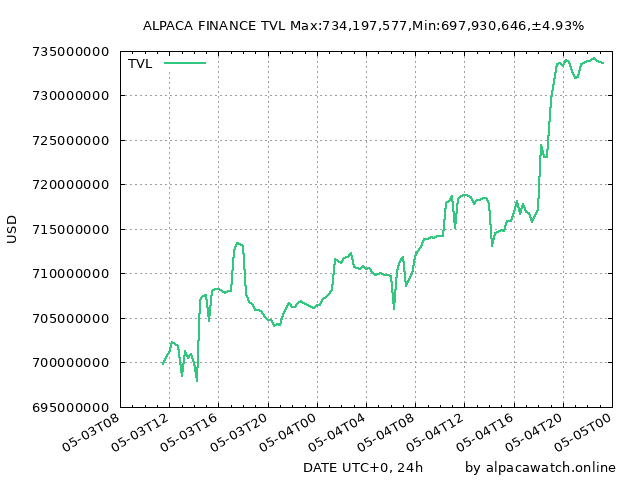 ALPACA FINANCE TVL Max:734,197,577,Min:697,930,646,±4.93%
TVL
735000000
730000000
725000000
720000000
715000000
710000000
705000000
700000000
695000000
USD
05-03T08
05-03T12
05-03T16
05-03T20
05-04T00
05-04T04
05-04T08
05-04T12
05-04T16
05-04T20
05-05T00
DATE UTC+0, 24h
by alpacawatch.online